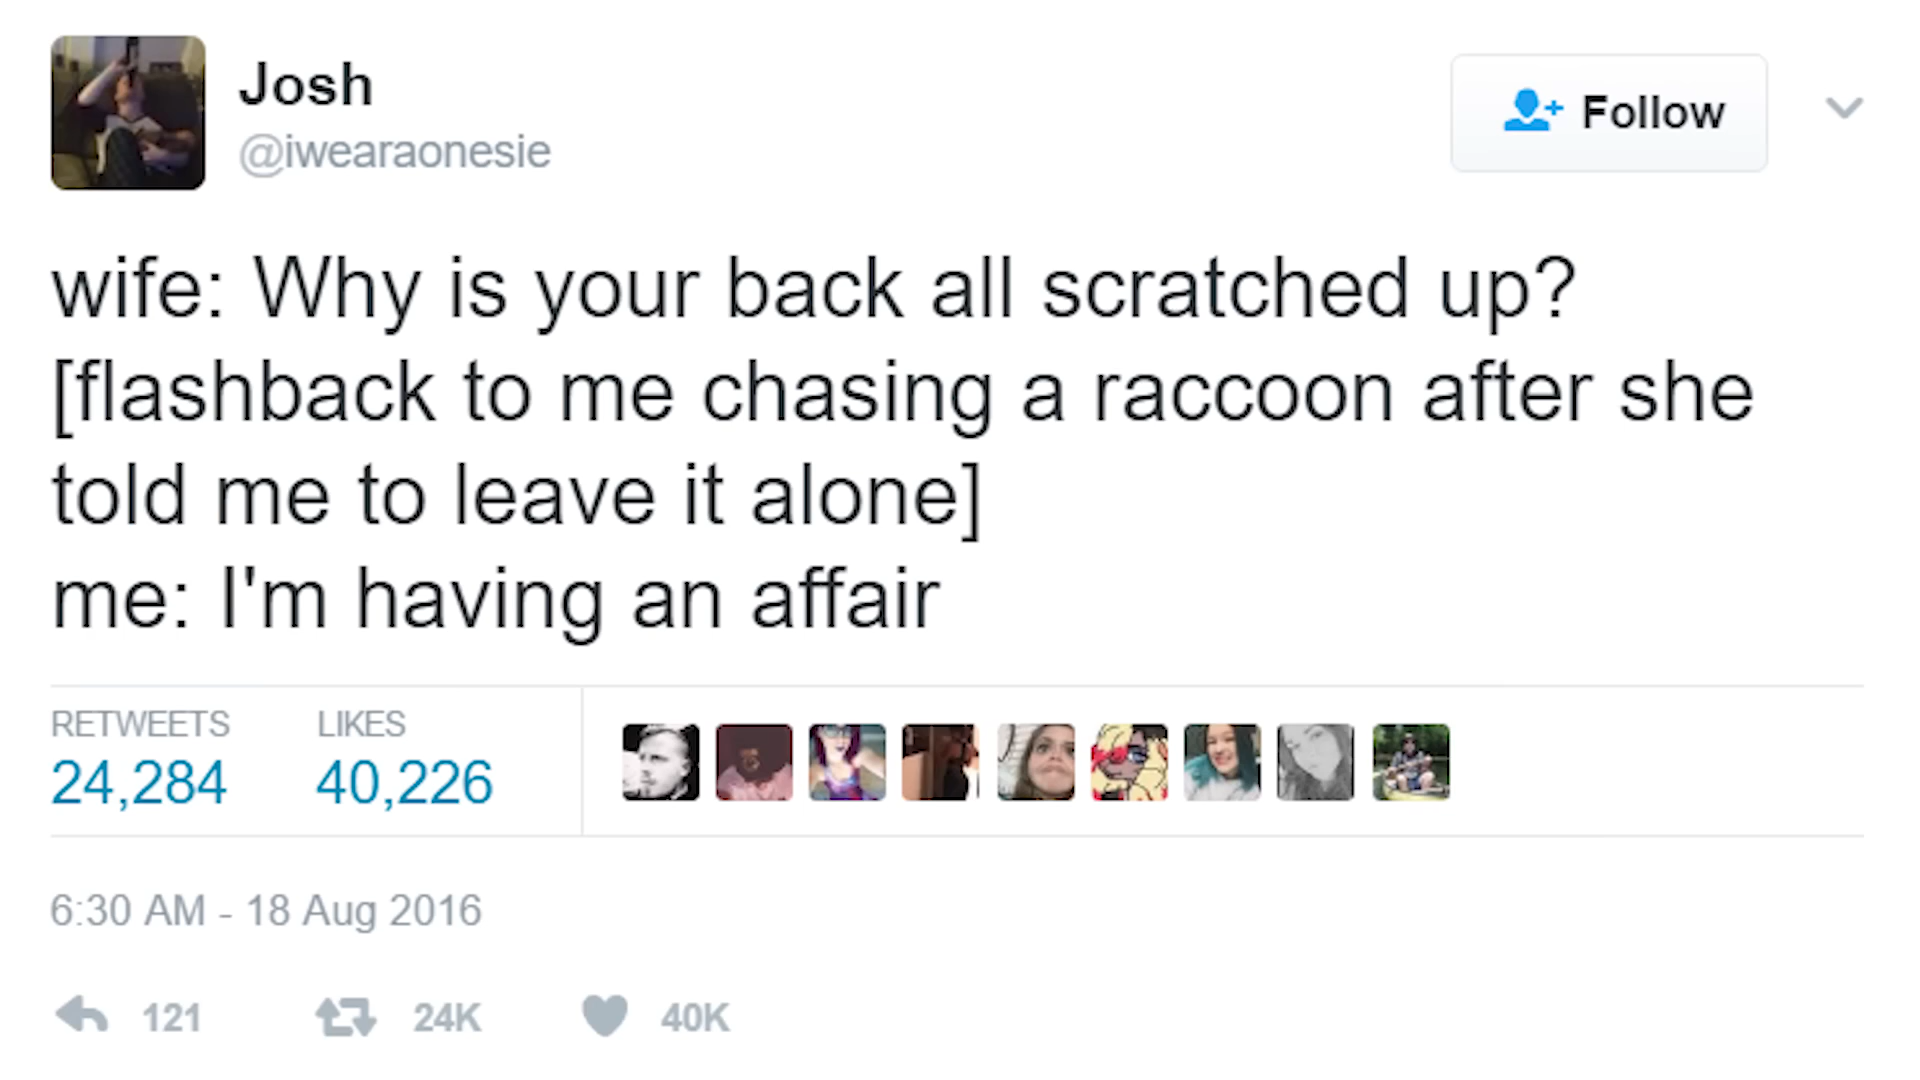 Josh
@iwearaonesie
Follow
wife: Why is your back all scratched up?
[flashback to me chasing a raccoon after she
told me to leave it alone]
me: I'm having an affair
RETWEETS LIKES
24,284 40,226
6:30 AM - 18 Aug 2016
121 24K 40K